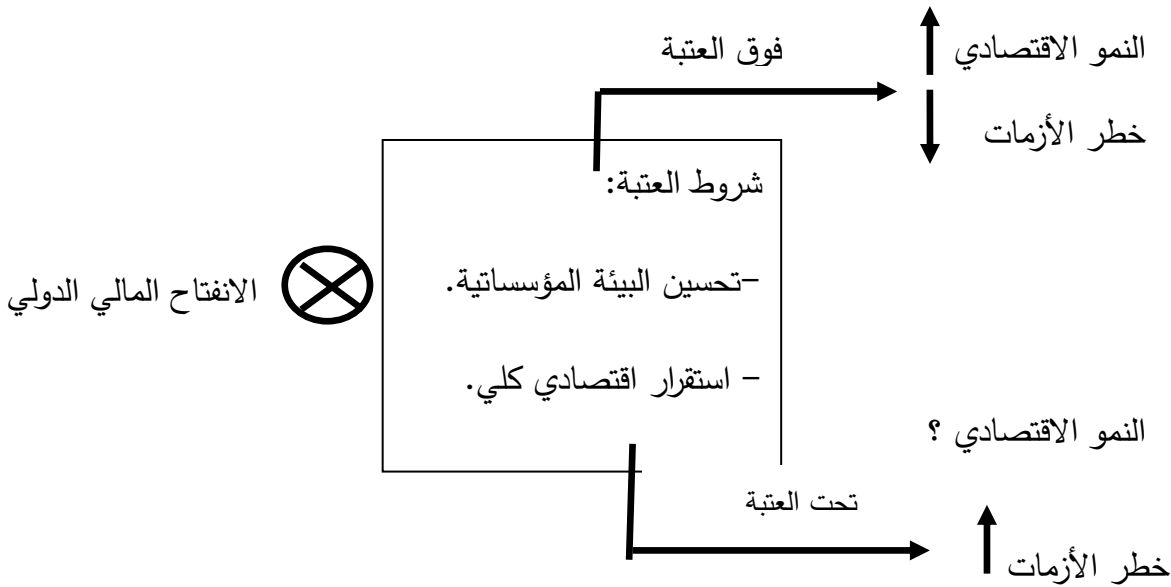 فوق العتبة
النمو الاقتصادي
خطر الأزمات
شروط العتبة:
-تحسين البيئة المؤسساتية.
- استقرار اقتصادي كلي.
الانفتاح المالي الدولي
النمو الاقتصادي ؟
تحت العتبة
خطر الأزمات